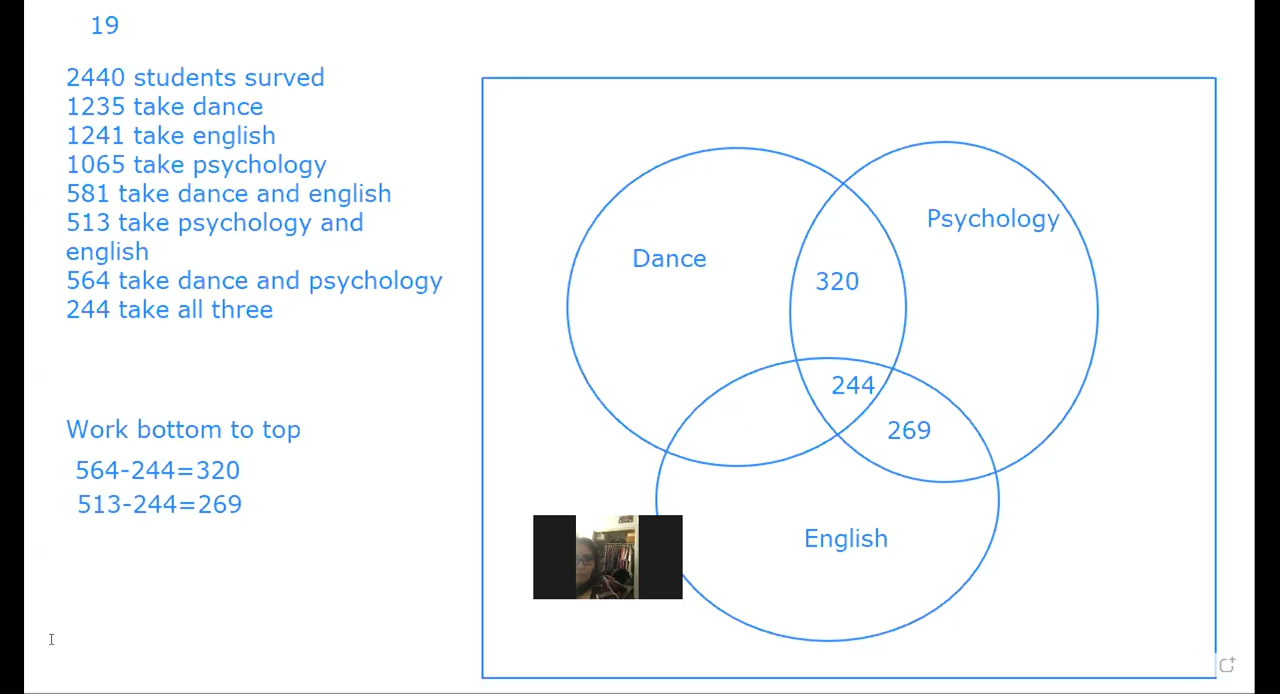 19
2440 students surved
1235 take dance
1241 take english
1065 take psychology
581 take dance and english
513 take psychology and
english
564 take dance and psychology
244 take all three
Work bottom to top
564-244=320
513-244=269
Psychology
Dance
320
244
269
English